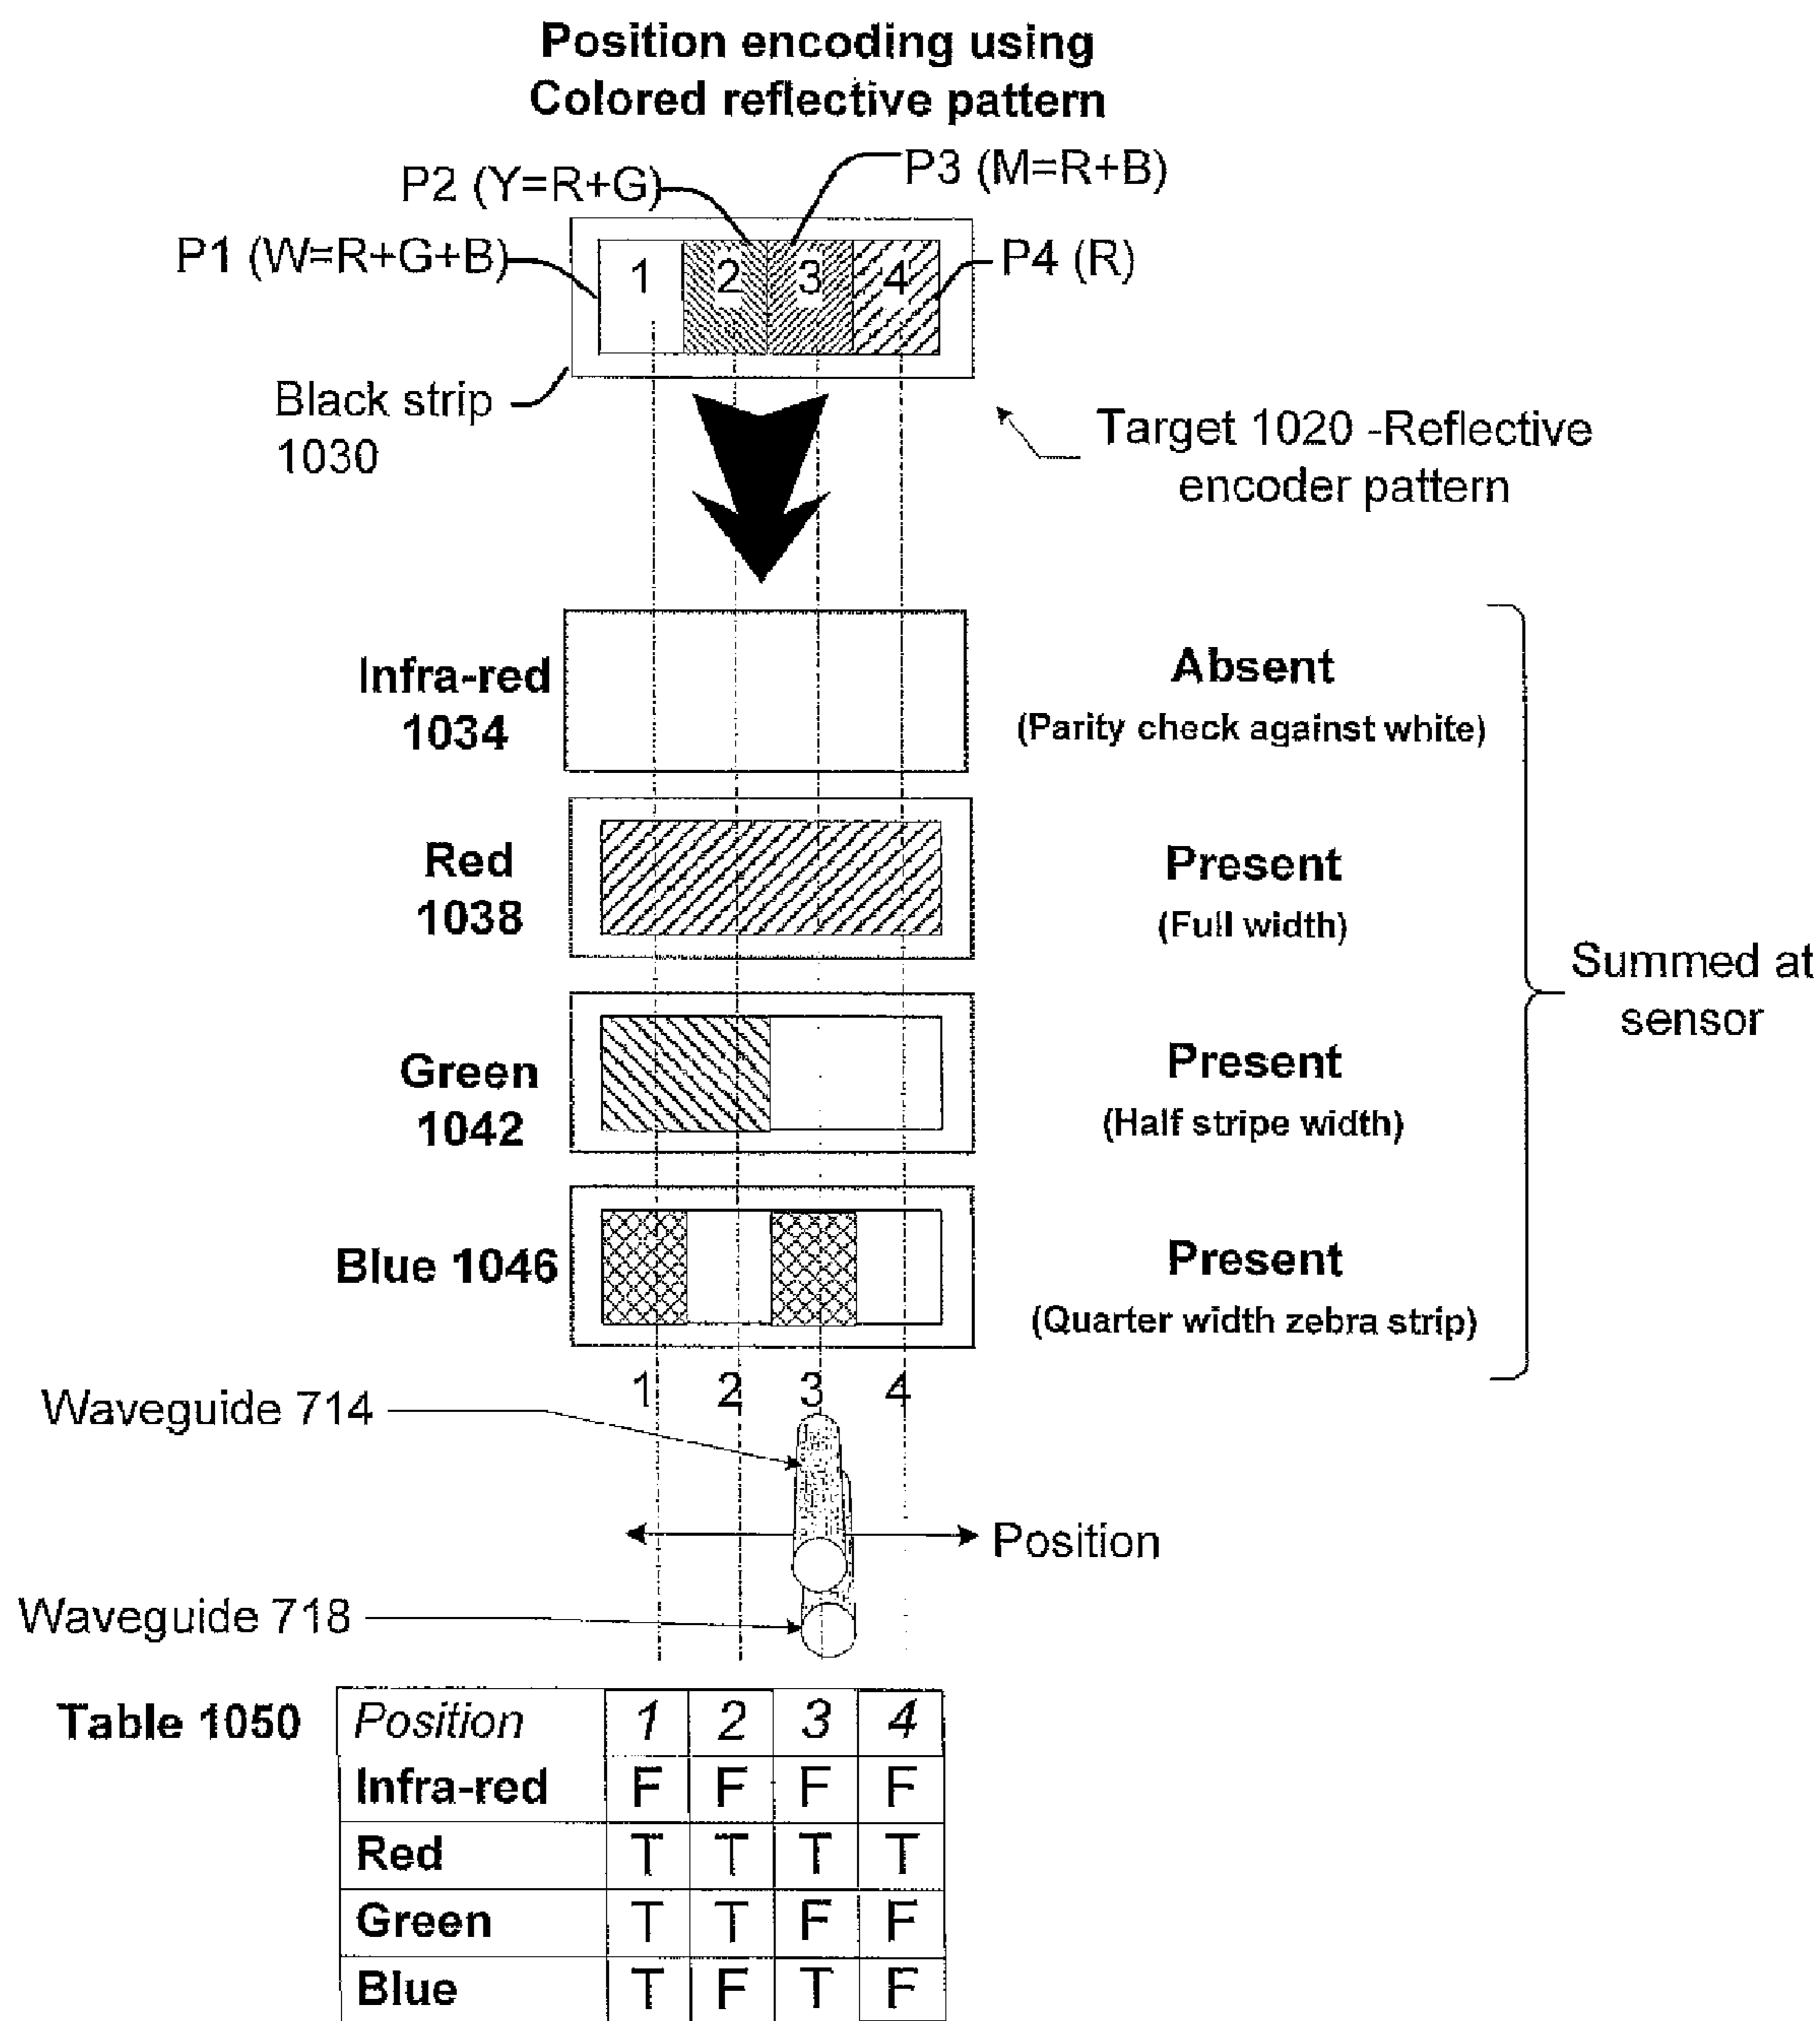 Position encoding using
Colored reflective pattern
P2 (Y=R+G)
P3 (M=R+B)
P1 (W=R+G+B)
P4 (R)
1 2 3 4
Black strip
1030
Target 1020 -Reflective
encoder pattern
Infra-red
1034
Absent
(Parity check against white)
Red
1038
Present
(Full width)
Summed at
sensor
Green
1042
Present
(Half stripe width)
Blue 1046
Present
(Quarter width zebra strip)
1 2 3 4
Waveguide 714
Position
Waveguide 718
Table 1050
Position 1 2 3 4
Infra-red F F F F
Red T T T T
Green T T F F
Blue T F T F